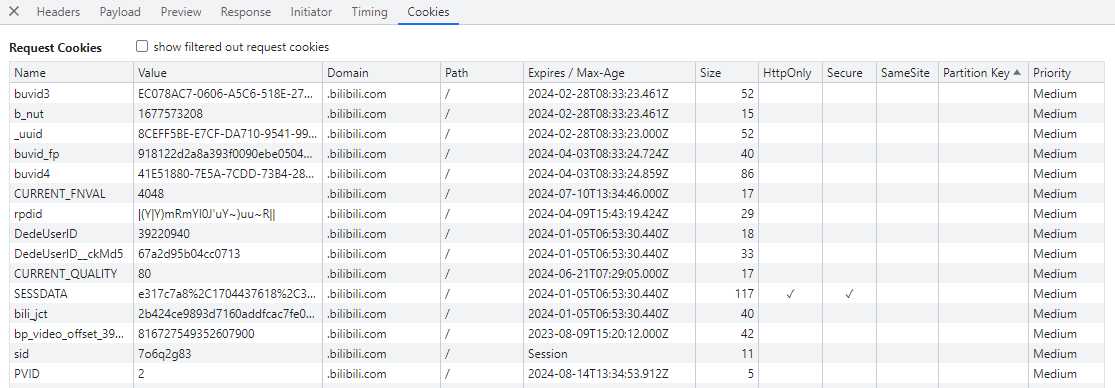 Headers Payload Preview Response Initiator Timing Cookies
Request Cookies show filtered out request cookies
Name Value Domain Path Expires / Max-Age Size HttpOnly Secure SameSite Partition Key Priority
buvid3 EC078AC7-0606-A5C6-518E-27... .bilibili.com / 2024-02-28T08:33:23.461Z 52 Medium
b_nut 1677573208 .bilibili.com / 2024-02-28T08:33:23.461Z 15 Medium
_uuid 8CEFF5BE-E7CF-DA710-9541-99... .bilibili.com / 2024-02-28T08:33:23.000Z 52 Medium
buvid_fp 918122d2a8a393f0090ebe0504... .bilibili.com / 2024-04-03T08:33:24.724Z 40 Medium
buvid4 41E51880-7E5A-7CDD-73B4-28... .bilibili.com / 2024-04-03T08:33:24.859Z 86 Medium
CURRENT_FNVAL 4048 .bilibili.com / 2024-07-10T13:34:46.000Z 17 Medium
rpdid |(Y|Y)mRmYl0J'uY~)uu~R|| .bilibili.com / 2024-04-09T15:43:19.424Z 29 Medium
DedeUserID 39220940 .bilibili.com / 2024-01-05T06:53:30.440Z 18 Medium
DedeUserID__ckMd5 67a2d95b04cc0713 .bilibili.com / 2024-01-05T06:53:30.440Z 33 Medium
CURRENT_QUALITY 80 .bilibili.com / 2024-06-21T07:29:05.000Z 17 Medium
SESSDATA e317c7a8%2C1704437618%2C3... .bilibili.com / 2024-01-05T06:53:30.440Z 117 ✓ ✓ Medium
bili_jct 2b424ce9893d7160addfcac7fe0... .bilibili.com / 2024-01-05T06:53:30.440Z 40 Medium
bp_video_offset_39... 816727549352607900 .bilibili.com / 2023-08-09T15:20:12.000Z 42 Medium
sid 7o6q2g83 .bilibili.com / Session 11 Medium
PVID 2 .bilibili.com / 2024-08-14T13:34:53.912Z 5 Medium